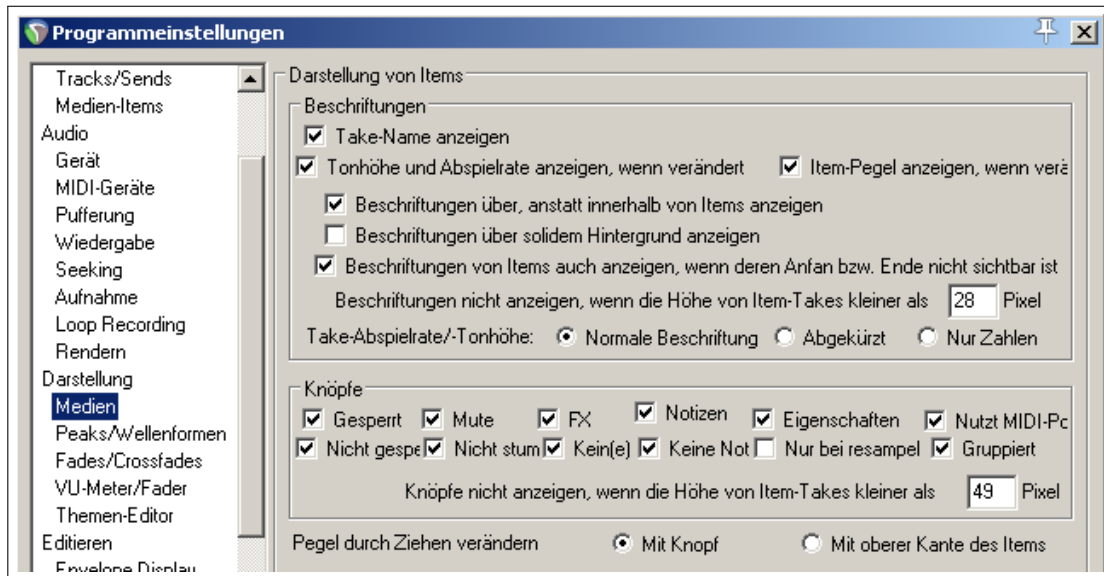 Programmeinstellungen
Tracks/Sends
Medien-Items
Audio
Gerät
MIDI-Geräte
Pufferung
Wiedergabe
Seeking
Aufnahme
Loop Recording
Rendern
Darstellung
Medien
Peaks/Wellenformen
Fades/Crossfades
VU-Meter/Fader
Themen-Editor
Editieren
Envelope Display
Darstellung von Items
Beschriftungen
Take-Name anzeigen
Tonhöhe und Abspielrate anzeigen, wenn verändert Item-Pegel anzeigen, wenn verä
Beschriftungen über, anstatt innerhalb von Items anzeigen
Beschriftungen über solidem Hintergrund anzeigen
Beschriftungen von Items auch anzeigen, wenn deren Anfan bzw. Ende nicht sichtbar ist
Beschriftungen nicht anzeigen, wenn die Höhe von Item-Takes kleiner als 28 Pixel
Take-Abspielrate/-Tonhöhe: Normale Beschriftung Abgekürzt Nur Zahlen
Knöpfe
Gesperrt Mute FX Notizen Eigenschaften Nutzt MIDI-Po
Nicht gespe Nicht stum Kein(e) Keine Not Nur bei resampel Gruppiert
Knöpfe nicht anzeigen, wenn die Höhe von Item-Takes kleiner als 49 Pixel
Pegel durch Ziehen verändern Mit Knopf Mit oberer Kante des Items